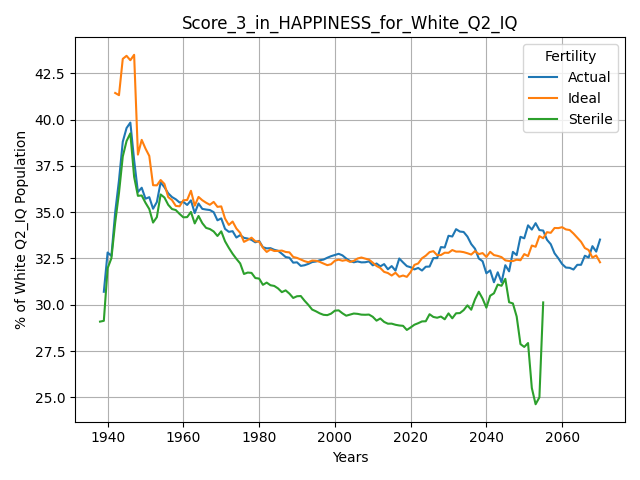 Score_3_in_HAPPINESS_for_White_Q2_IQ
Fertility
Actual
Ideal
Sterile
% of White Q2_IQ Population
42.5
40.0
37.5
35.0
32.5
30.0
27.5
25.0
1940
1960
1980
2000
2020
2040
2060
Years